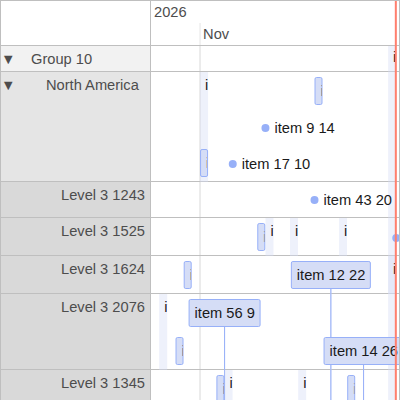 2026
Nov
▼ Group 10
i
▼ North America
i
item 9 14
item 17 10
Level 3 1243
item 43 20
Level 3 1525
i i i
Level 3 1624
item 12 22
i
Level 3 2076
i
item 56 9
item 14 26
Level 3 1345
i i